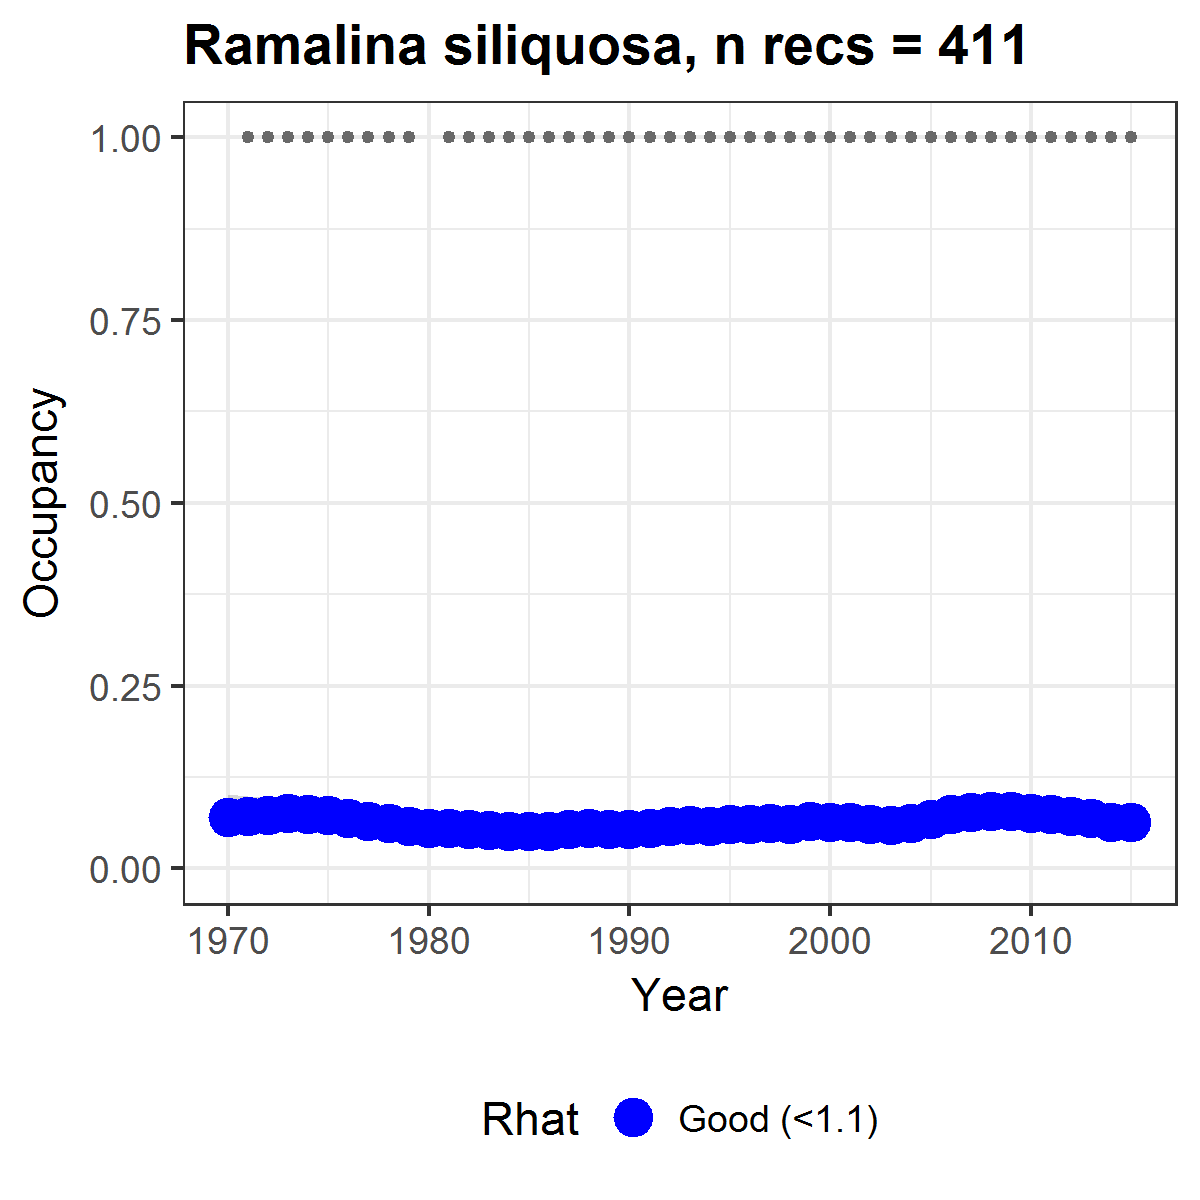 Ramalina siliquosa, n recs = 411
1.00
0.75
0.50
0.25
0.00
Occupancy
1970 1980 1990 2000 2010
Year
Rhat Good (<1.1)